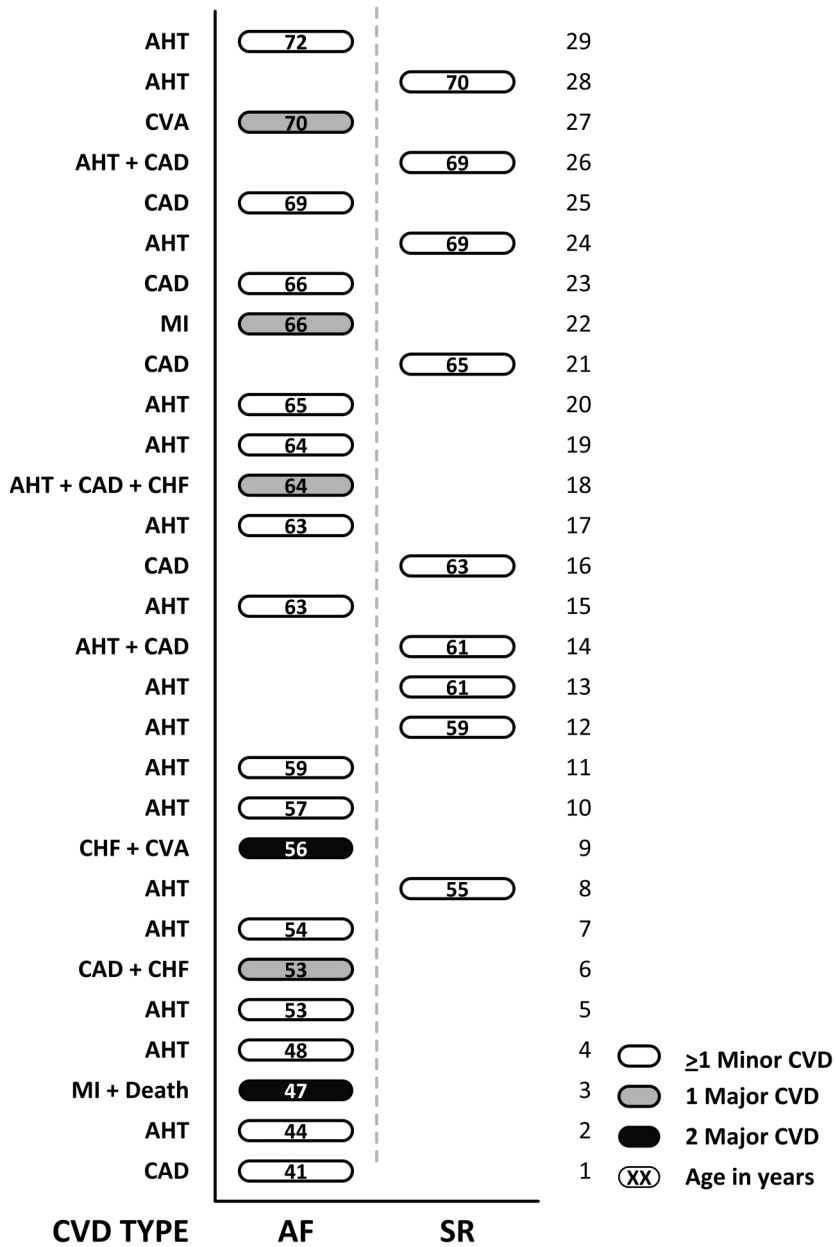 AHT 72 29
AHT 70 28
CVA 70 27
AHT + CAD 69 26
CAD 69 25
AHT 69 24
CAD 66 23
MI 66 22
CAD 65 21
AHT 65 20
AHT 64 19
AHT + CAD + CHF 64 18
AHT 63 17
CAD 63 16
AHT 63 15
AHT + CAD 61 14
AHT 61 13
AHT 59 12
AHT 59 11
AHT 57 10
CHF + CVA 56 9
AHT 55 8
AHT 54 7
CAD + CHF 53 6
AHT 53 5
AHT 48 4
MI + Death 47 3
AHT 44 2
CAD 41 1
≥1 Minor CVD
1 Major CVD
2 Major CVD
XX Age in years
CVD TYPE AF SR